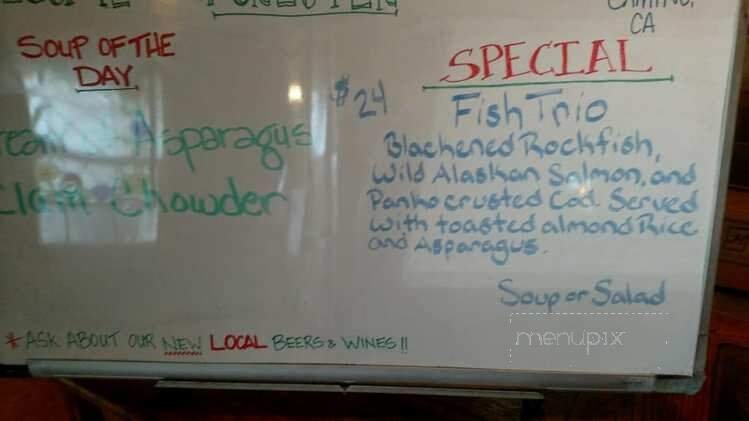 CA
SOUP OF THE
DAY
Asparagus
Clam Chowder
SPECIAL
$24
Fish Trio
Blackened Rockfish,
Wild Alaskan Salmon, and
Panko crusted Cod. Served
with toasted almond Rice
and Asparagus.
Soup or Salad
* ASK ABOUT OUR NEW LOCAL BEERS & WINES!!
menupix